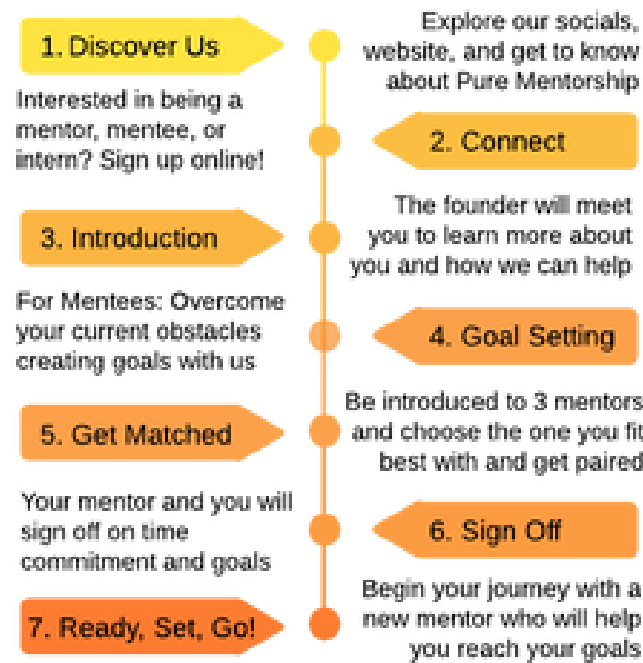 1. Discover Us
Explore our socials,
website, and get to know
about Pure Mentorship
Interested in being a
mentor, mentee, or
intern? Sign up online!
2. Connect
3. Introduction
The founder will meet
you to learn more about
you and how we can help
For Mentees: Overcome
your current obstacles
creating goals with us
4. Goal Setting
5. Get Matched
Be introduced to 3 mentors
and choose the one you fit
best with and get paired
Your mentor and you will
sign off on time
commitment and goals
6. Sign Off
7. Ready, Set, Go!
Begin your journey with a
new mentor who will help
you reach your goals